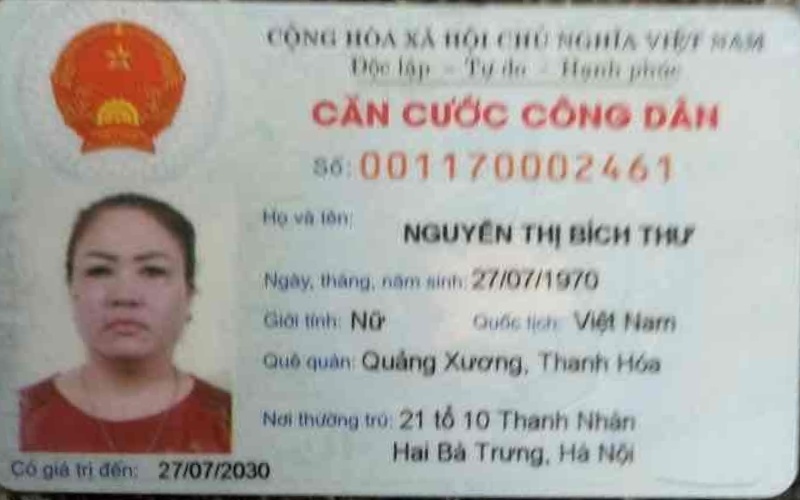 CỘNG HÒA XÃ HỘI CHỦ NGHĨA VIỆT NAM
Độc lập - Tự do - Hạnh phúc
CĂN CƯỚC CÔNG DÂN
Số: 001170002461
Họ và tên: NGUYỄN THỊ BÍCH THƯ
Ngày, tháng, năm sinh: 27/07/1970
Giới tính: Nữ Quốc tịch: Việt Nam
Quê quán: Quảng Xương, Thanh Hóa
Nơi thường trú: 21 tổ 10 Thanh Nhàn
Hai Bà Trưng, Hà Nội
Có giá trị đến: 27/07/2030